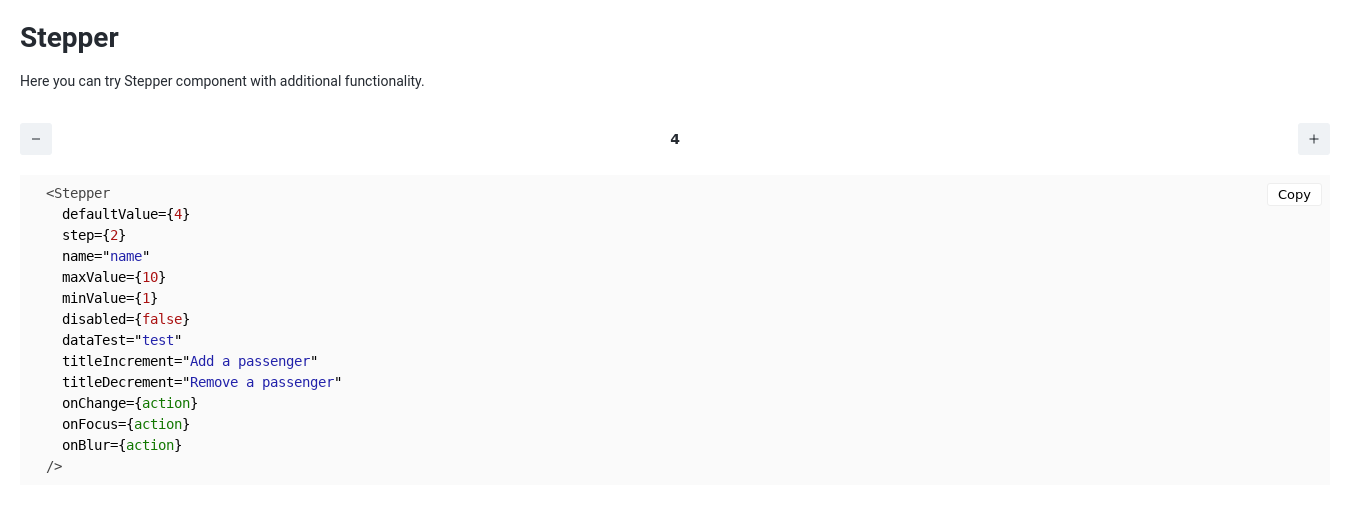 Stepper
Here you can try Stepper component with additional functionality.
− 4 +
<Stepper
Copy
defaultValue={4}
step={2}
name="name"
maxValue={10}
minValue={1}
disabled={false}
dataTest="test"
titleIncrement="Add a passenger"
titleDecrement="Remove a passenger"
onChange={action}
onFocus={action}
onBlur={action}
/>